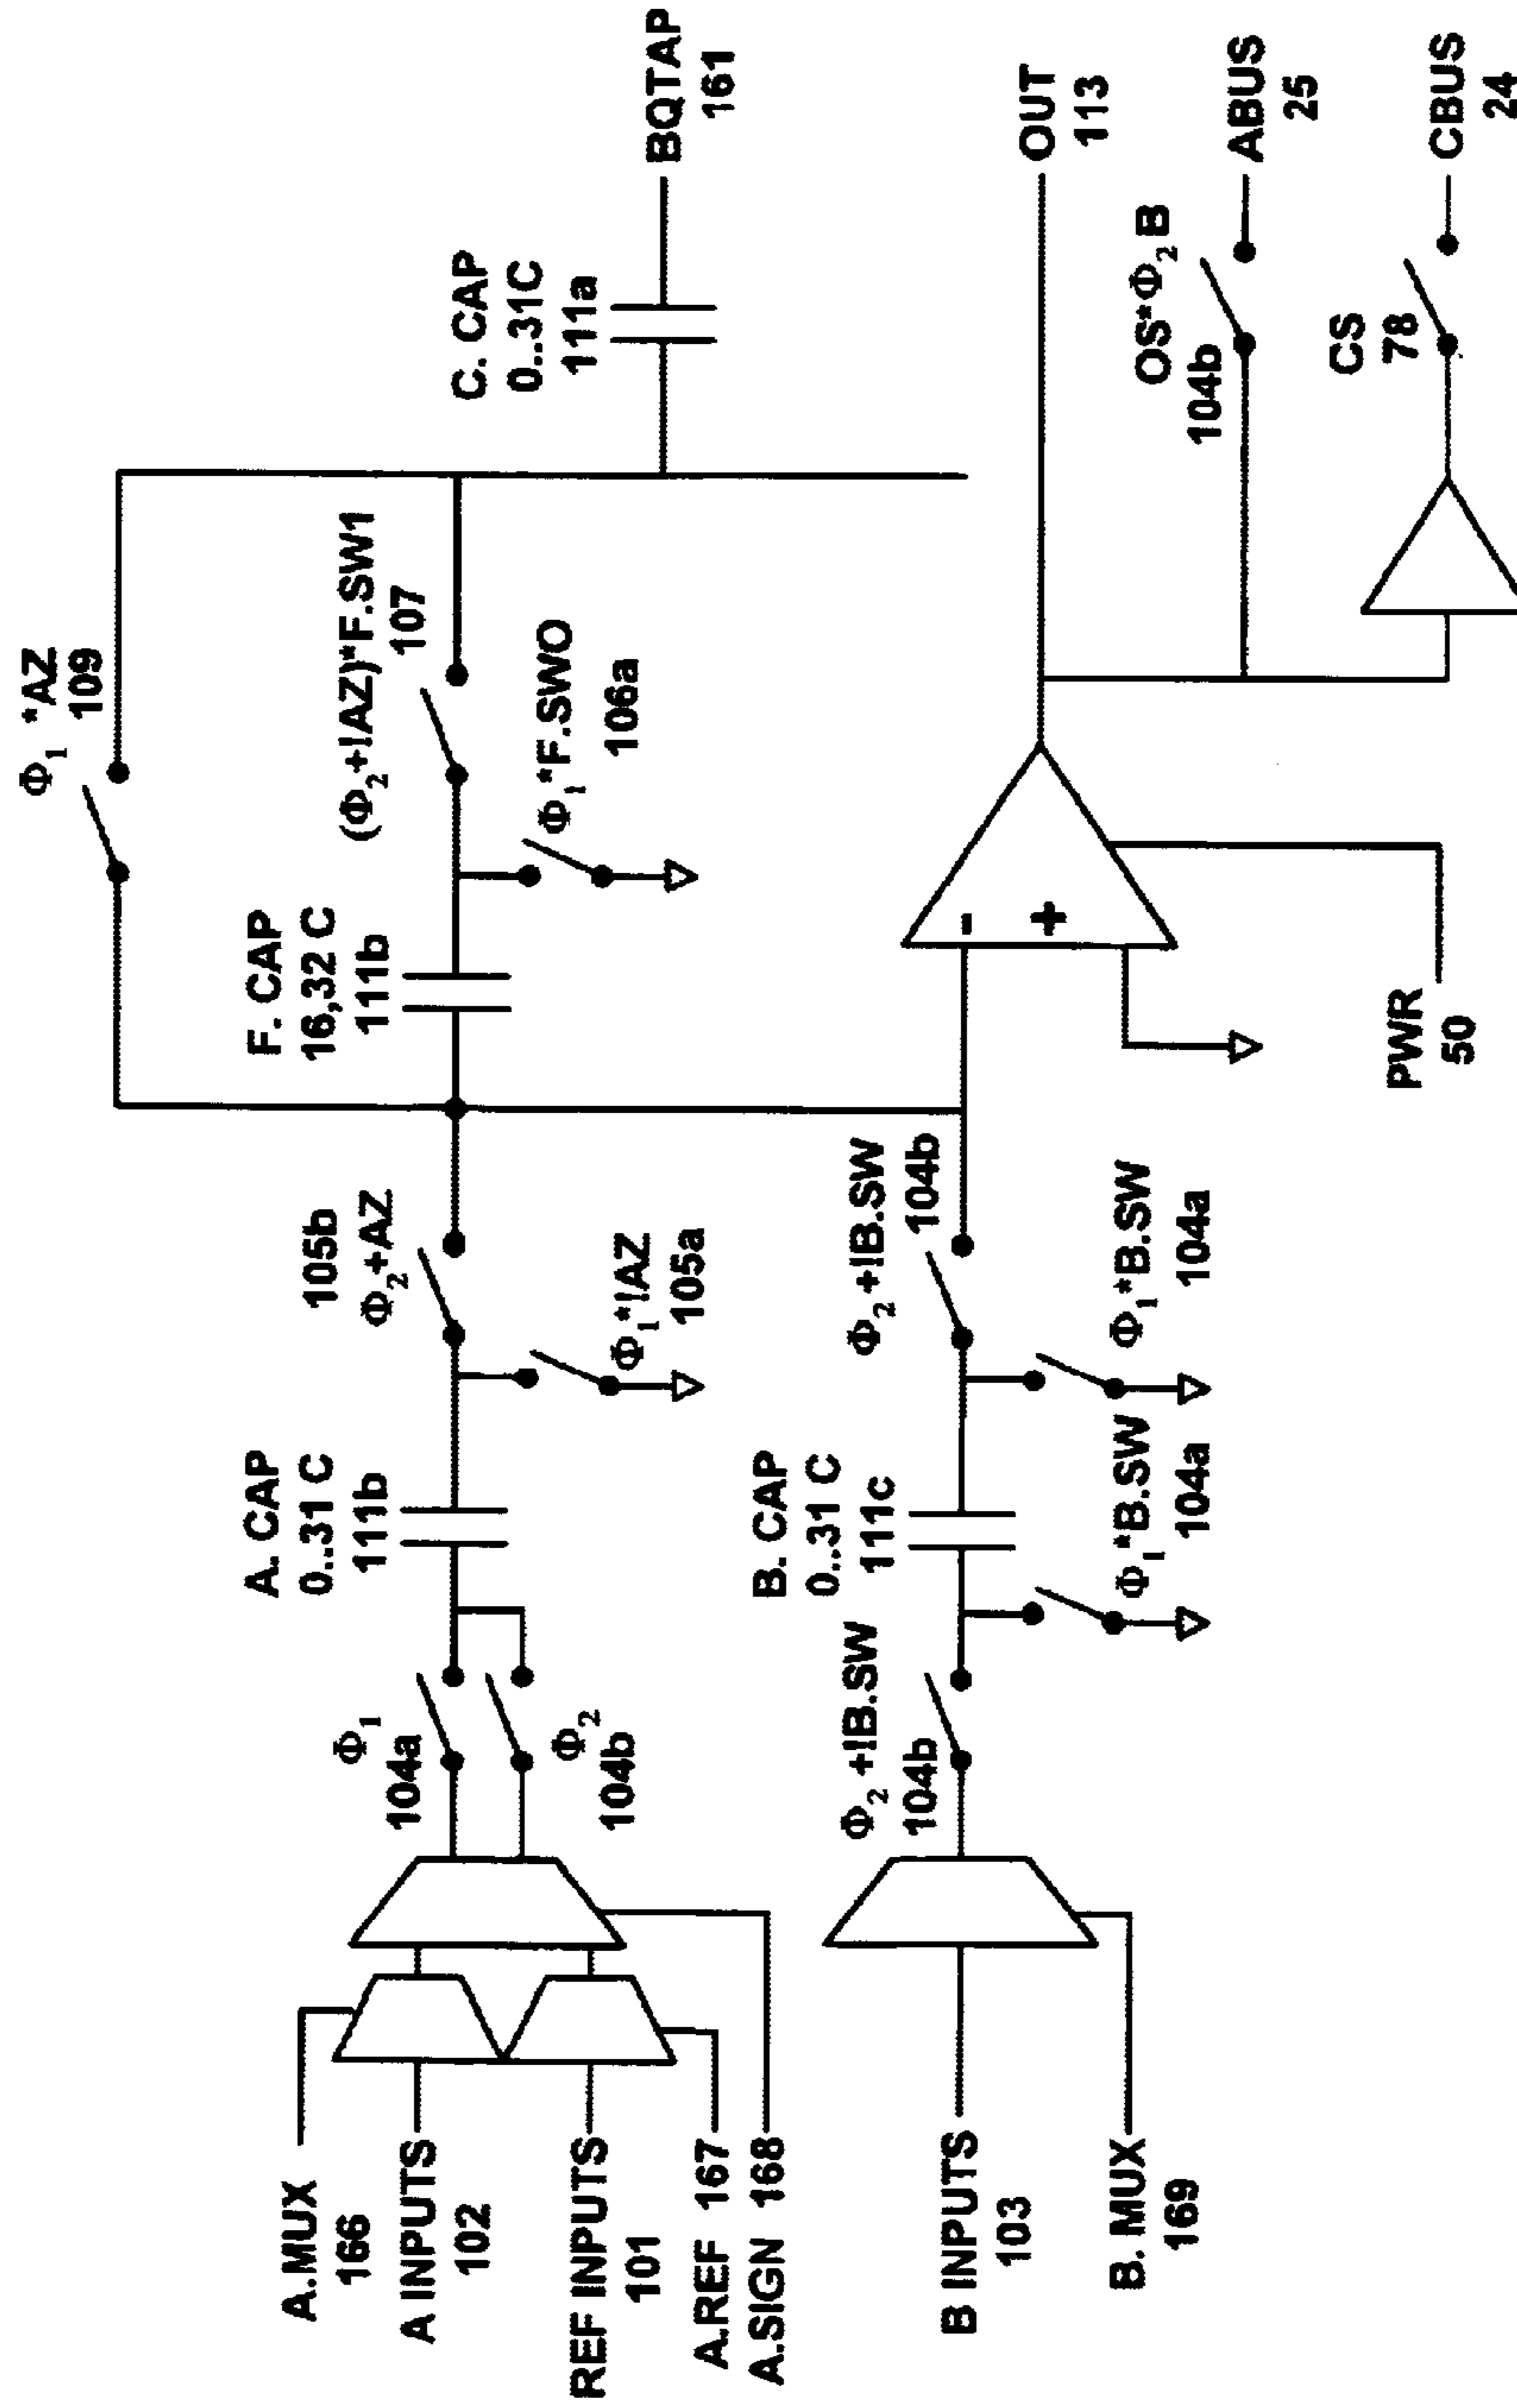 Φ1 *AZ
109
F. CAP
16,32 C
111b
(Φ2+!AZ)*F.SW1
107
Φ1*F.SW0
106a
C. CAP
0..31C
111a
BQTAP
161
A.MUX
166
A INPUTS
102
REF INPUTS
101
A.REF 167
A.SIGN 168
Φ1
104a
Φ2
104b
A. CAP
0..31 C
111b
105b
Φ2+AZ
Φ1*!AZ
105a
B INPUTS
103
B. MUX
169
Φ2+!B.SW
104b
B. CAP
0..31 C
111c
Φ1*B.SW
104a
Φ2+!B.SW
104b
Φ1*B.SW
104a
-
+
PWR
50
OUT
113
OS*Φ2B
104b
ABUS
25
CS
78
CBUS
24